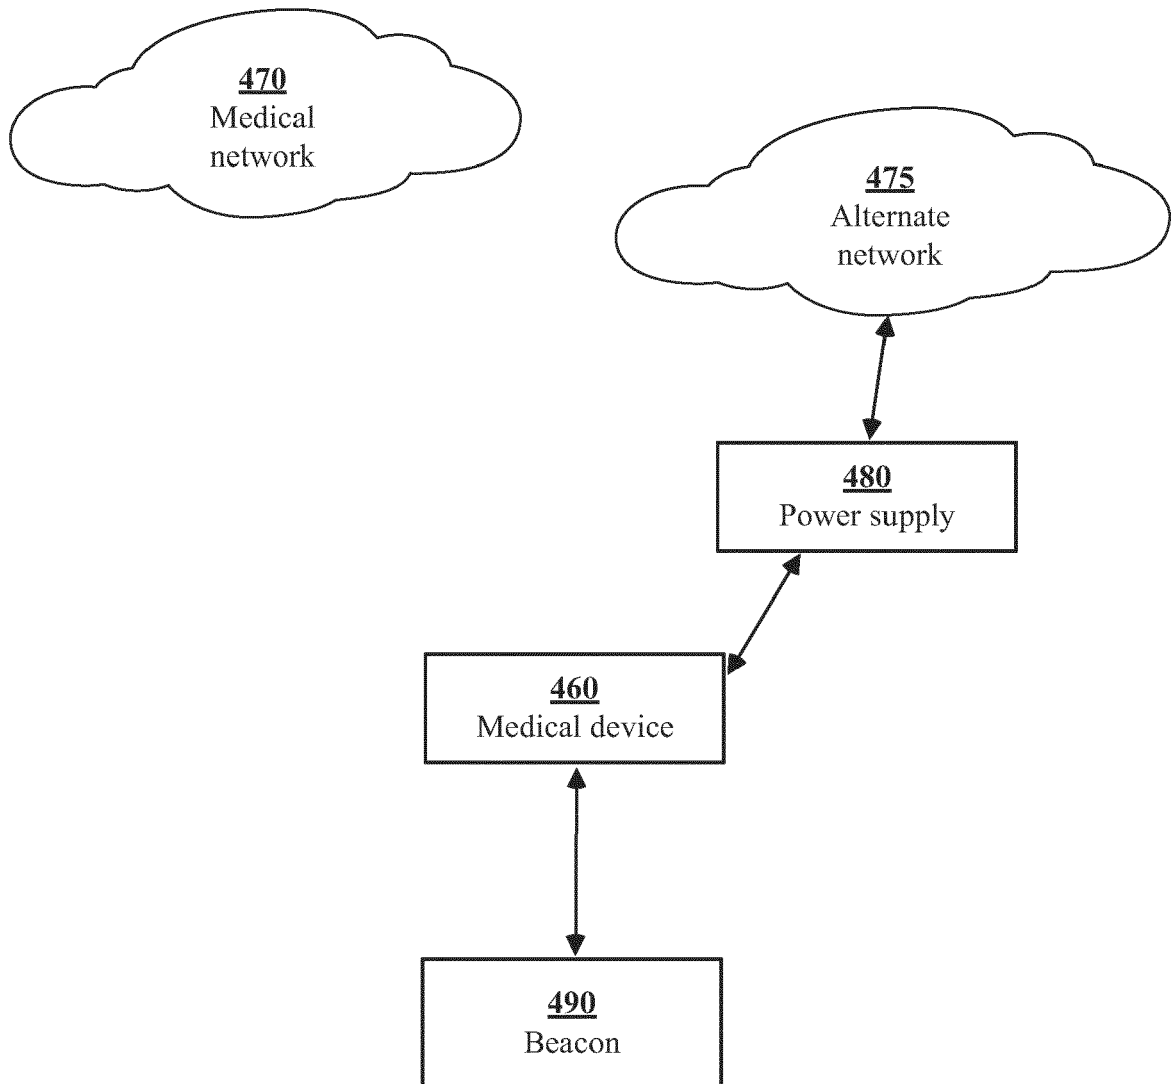 470
Medical
network
475
Alternate
network
480
Power supply
460
Medical device
490
Beacon